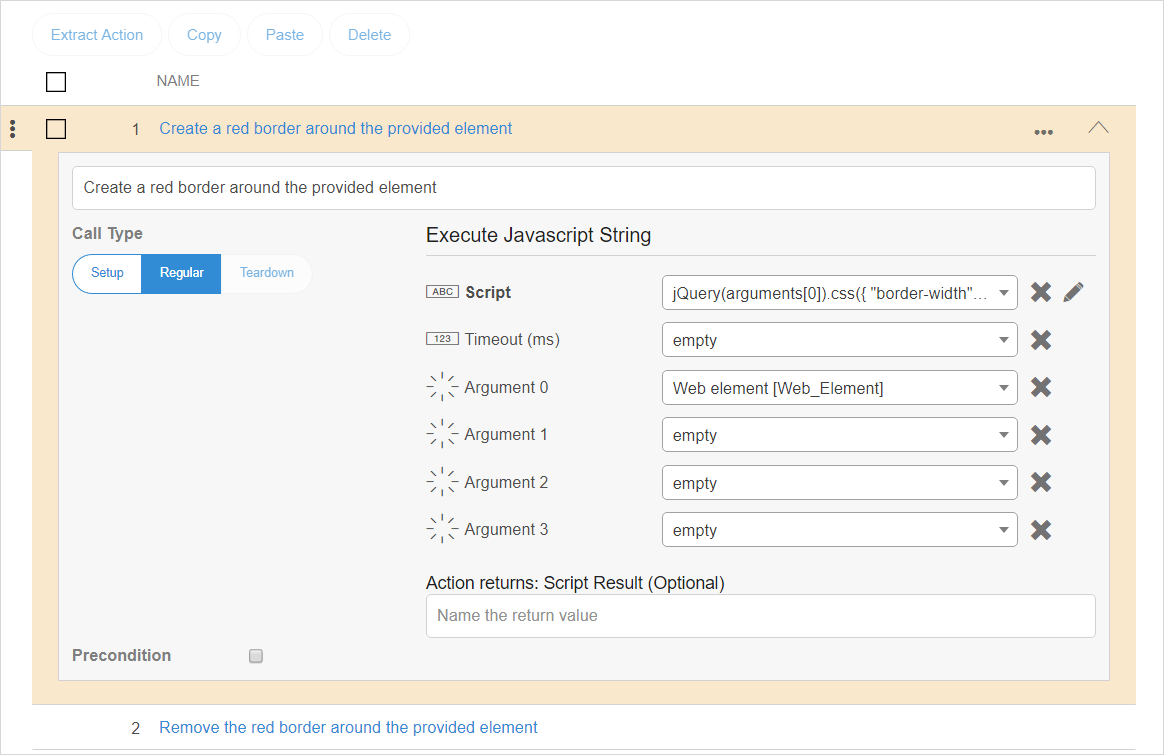 Extract Action Copy Paste Delete
NAME
1 Create a red border around the provided element
Create a red border around the provided element
Call Type
Setup Regular Teardown
Execute Javascript String
ABC Script jQuery(arguments[0]).css({ "border-width"...
123 Timeout (ms) empty
Argument 0 Web element [Web_Element]
Argument 1 empty
Argument 2 empty
Argument 3 empty
Action returns: Script Result (Optional)
Name the return value
Precondition
2 Remove the red border around the provided element